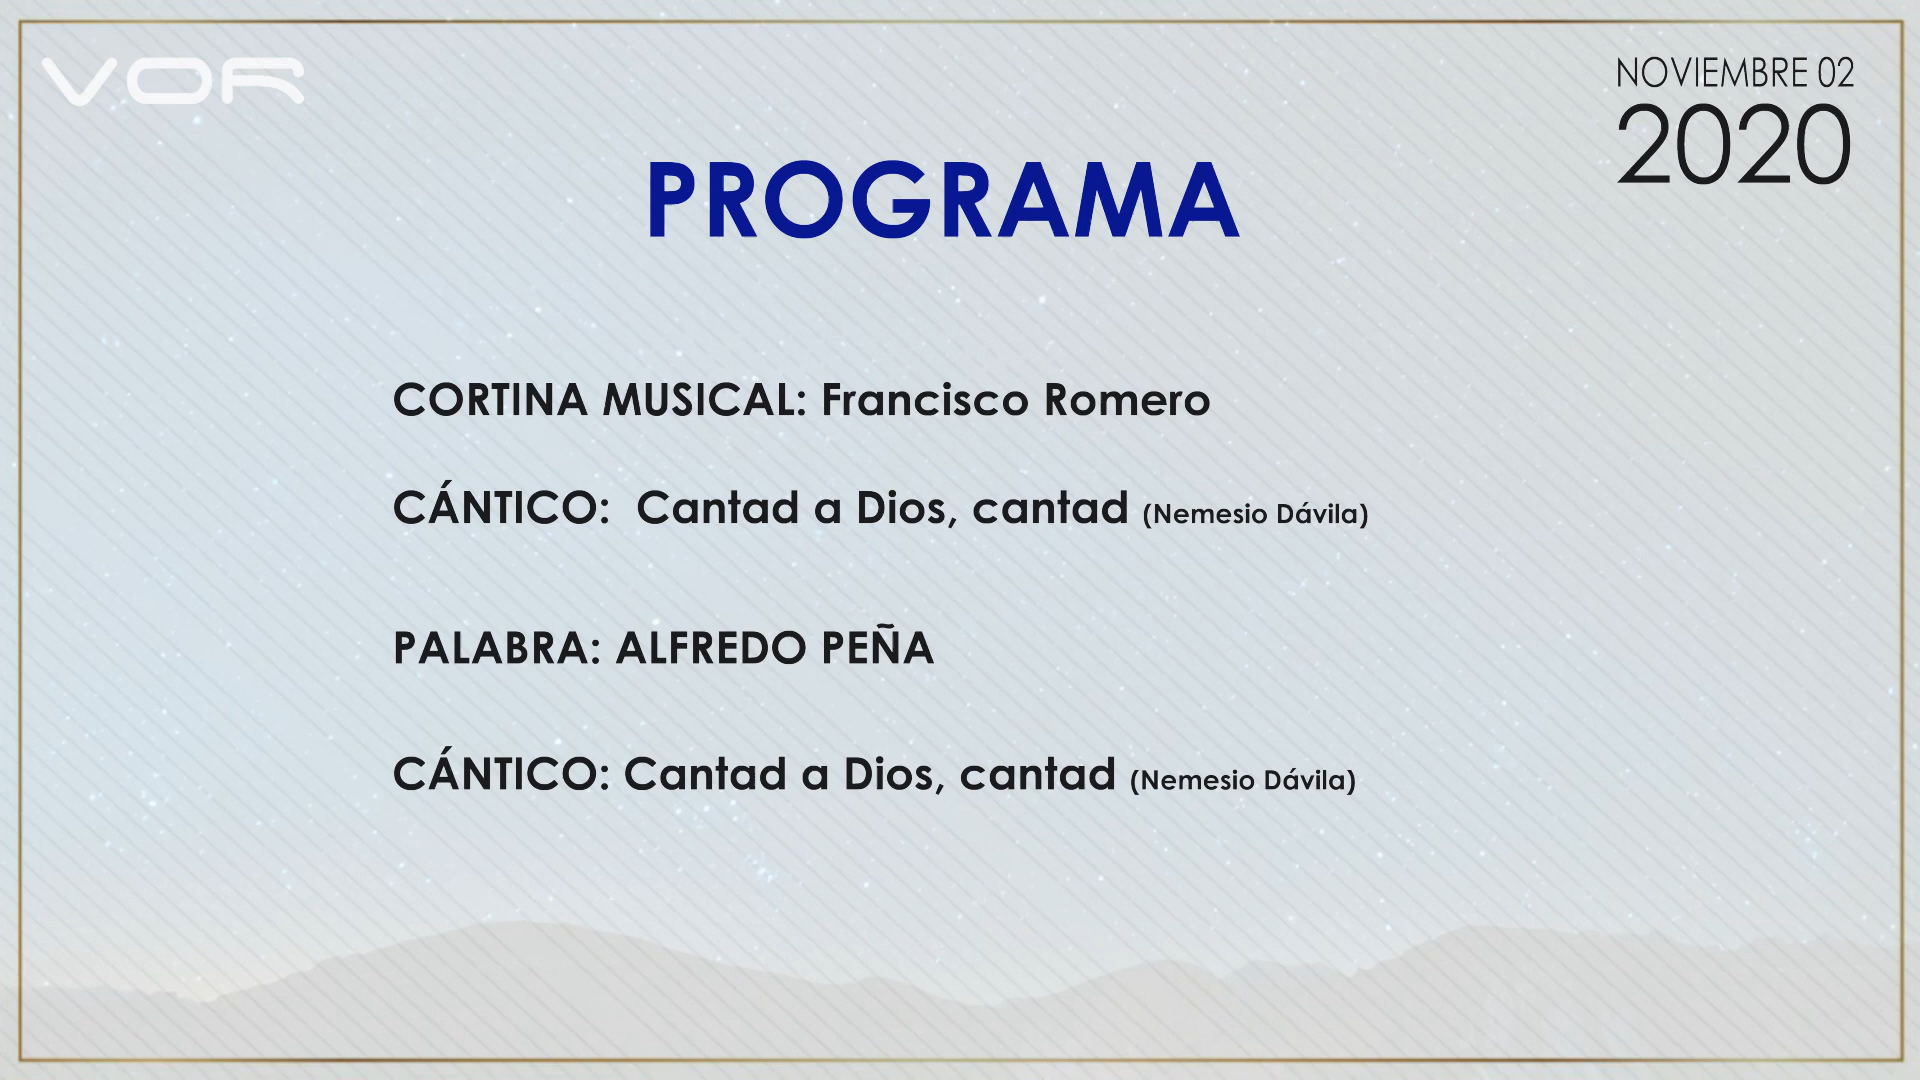 VOR
NOVIEMBRE 02
2020
PROGRAMA
CORTINA MUSICAL: Francisco Romero
CÁNTICO:  Cantad a Dios, cantad (Nemesio Dávila)
PALABRA: ALFREDO PEÑA
CÁNTICO: Cantad a Dios, cantad (Nemesio Dávila)